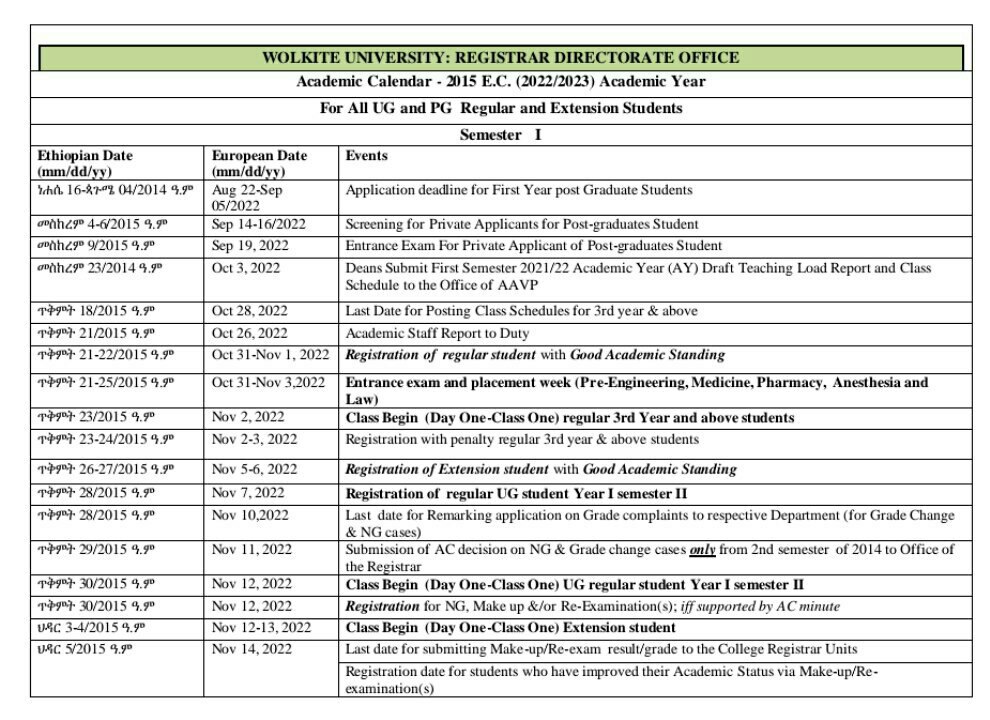 WOLKITE UNIVERSITY: REGISTRAR DIRECTORATE OFFICE
Academic Calendar - 2015 E.C. (2022/2023) Academic Year
For All UG and PG Regular and Extension Students
Semester I
Ethiopian Date (mm/dd/yy) European Date (mm/dd/yy) Events
ነሐሴ 16-ጳጉሜ 04/2014 ዓ.ም Aug 22-Sep 05/2022 Application deadline for First Year post Graduate Students
መስከረም 4-6/2015 ዓ.ም Sep 14-16/2022 Screening for Private Applicants for Post-graduates Student
መስከረም 9/2015 ዓ.ም Sep 19, 2022 Entrance Exam For Private Applicant of Post-graduates Student
መስከረም 23/2014 ዓ.ም Oct 3, 2022 Deans Submit First Semester 2021/22 Academic Year (AY) Draft Teaching Load Report and Class
Schedule to the Office of AAVP
ጥቅምት 18/2015 ዓ.ም Oct 28, 2022 Last Date for Posting Class Schedules for 3rd year & above
ጥቅምት 21/2015 ዓ.ም Oct 26, 2022 Academic Staff Report to Duty
ጥቅምት 21-22/2015 ዓ.ም Oct 31-Nov 1, 2022 Registration of regular student with Good Academic Standing
ጥቅምት 21-25/2015 ዓ.ም Oct 31-Nov 3,2022 Entrance exam and placement week (Pre-Engineering, Medicine, Pharmacy, Anesthesia and
Law)
ጥቅምት 23/2015 ዓ.ም Nov 2, 2022 Class Begin (Day One-Class One) regular 3rd Year and above students
ጥቅምት 23-24/2015 ዓ.ም Nov 2-3, 2022 Registration with penalty regular 3rd year & above students
ጥቅምት 26-27/2015 ዓ.ም Nov 5-6, 2022 Registration of Extension student with Good Academic Standing
ጥቅምት 28/2015 ዓ.ም Nov 7, 2022 Registration of regular UG student Year I semester II
ጥቅምት 28/2015 ዓ.ም Nov 10,2022 Last date for Remarking application on Grade complaints to respective Department (for Grade Change
& NG cases)
ጥቅምት 29/2015 ዓ.ም Nov 11, 2022 Submission of AC decision on NG & Grade change cases only from 2nd semester of 2014 to Office of
the Registrar
ጥቅምት 30/2015 ዓ.ም Nov 12, 2022 Class Begin (Day One-Class One) UG regular student Year I semester II
ጥቅምት 30/2015 ዓ.ም Nov 12, 2022 Registration for NG, Make up &/or Re-Examination(s); iff supported by AC minute
ህዳር 3-4/2015 ዓ.ም Nov 12-13, 2022 Class Begin (Day One-Class One) Extension student
ህዳር 5/2015 ዓ.ም Nov 14, 2022 Last date for submitting Make-up/Re-exam result/grade to the College Registrar Units
Registration date for students who have improved their Academic Status via Make-up/Re-
examination(s)